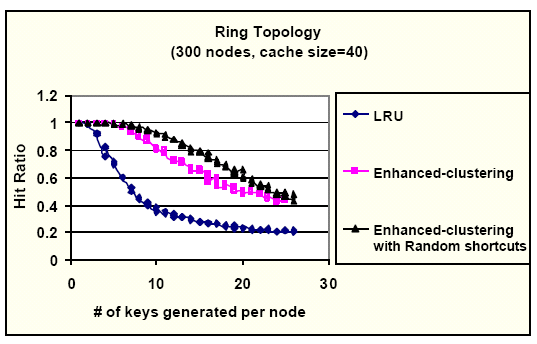 Ring Topology
(300 nodes, cache size=40)
1.2
1
0.8
0.6
0.4
0.2
0
Hit Ratio
0
10
20
30
# of keys generated per node
LRU
Enhanced-clustering
Enhanced-clustering
with Random shortcuts